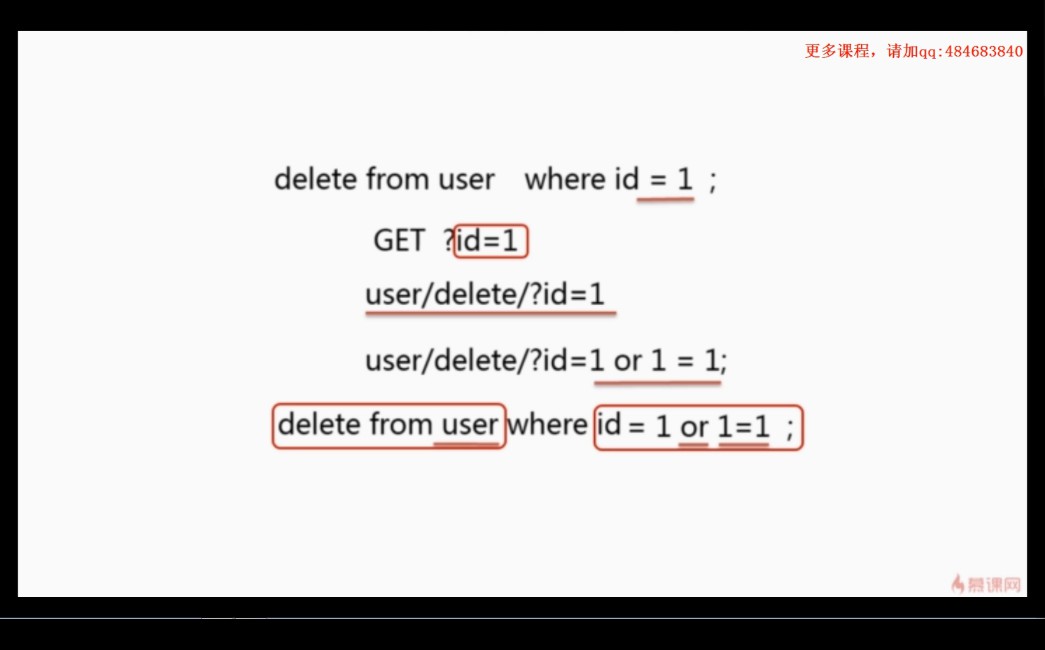 更多课程，请加qq:484683840
delete from user where id = 1 ;
GET ?id=1
user/delete/?id=1
user/delete/?id=1 or 1 = 1;
delete from user where id = 1 or 1=1 ;
慕课网